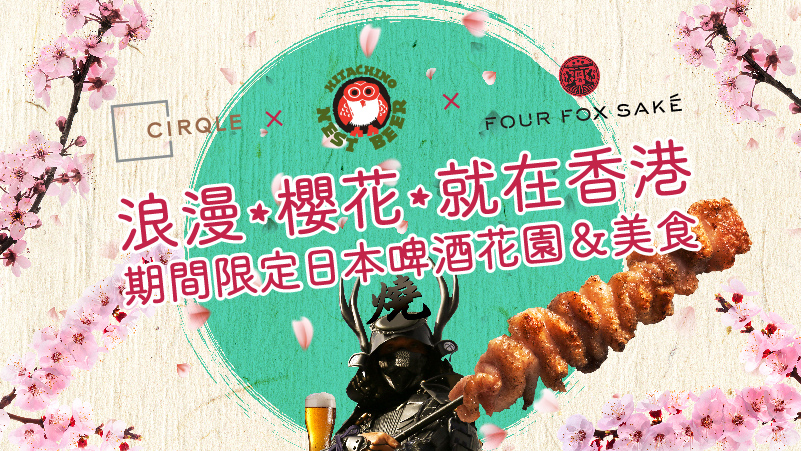 CIRQLE × HITACHINO NEST BEER × FOUR FOX SAKÉ
浪漫*櫻花*就在香港
期間限定日本啤酒花園&美食
燒